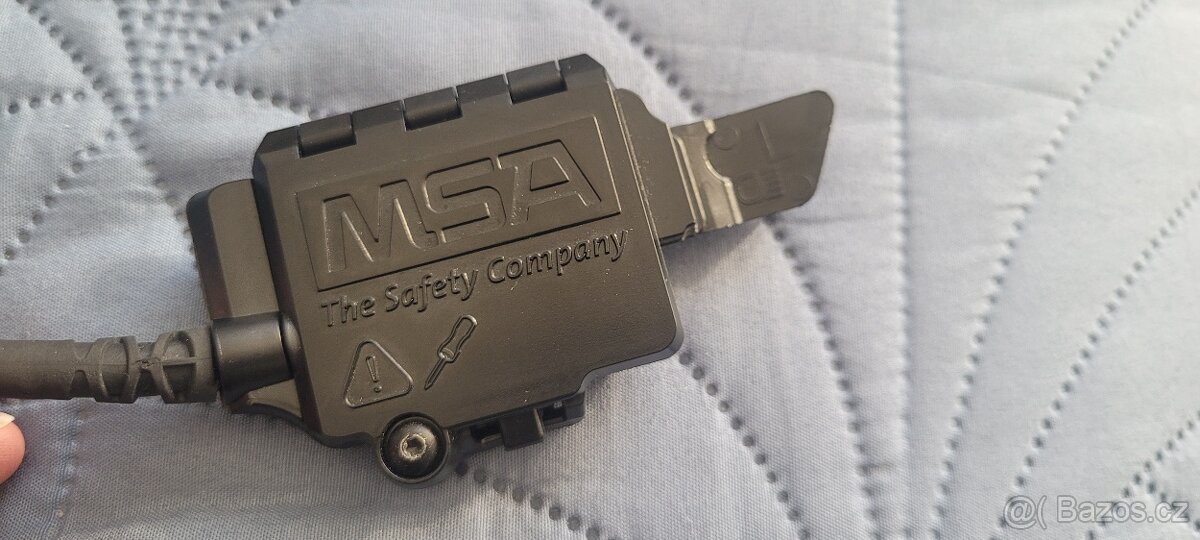 MSA
The Safety Company
@( Bazos.cz